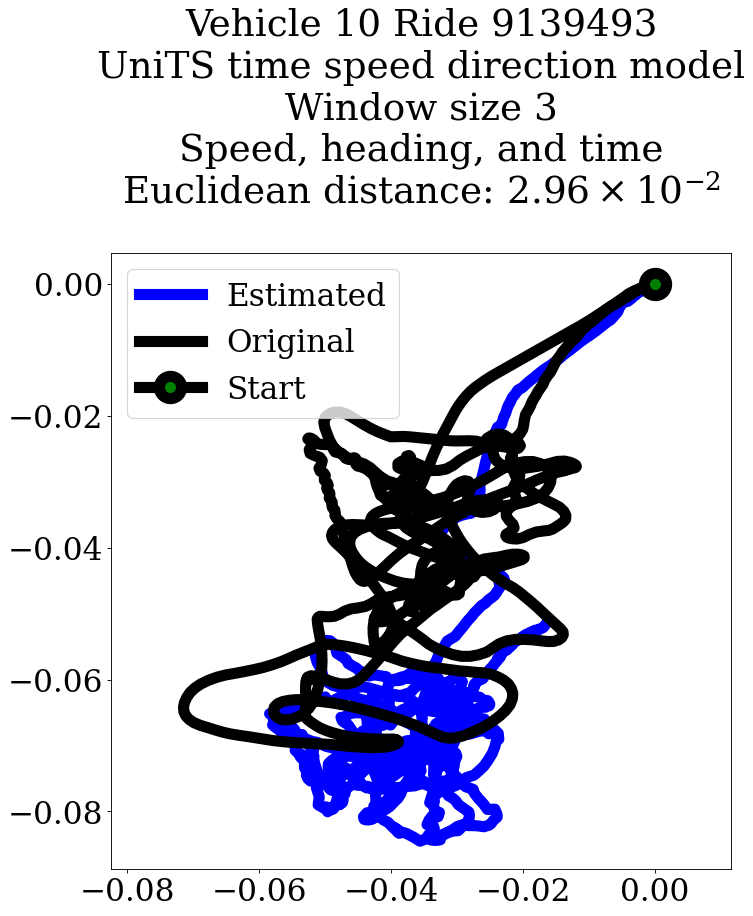 Vehicle 10 Ride 9139493
UniTS time speed direction model
Window size 3
Speed, heading, and time
Euclidean distance: 2.96 × 10⁻²
Estimated
Original
Start
0.00
−0.02
−0.04
−0.06
−0.08
−0.08 −0.06 −0.04 −0.02 0.00